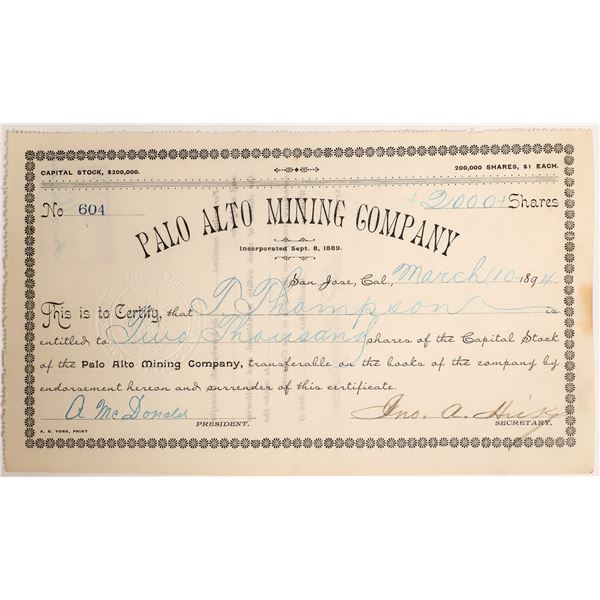 CAPITAL STOCK, $200,000.
200,000 SHARES, $1 EACH.
No 604
+2000+ Shares
PALO ALTO MINING COMPANY
Incorporated Sept. 8, 1889.
San Jose, Cal., March 10 1894
This is to Certify, that T Thompson is
entitled to Two Thousand shares of the Capital Stock
of the Palo Alto Mining Company, transferable on the books of the company by
endorsement hereon and surrender of this certificate.
A McDonald
Jno. A. Hicks
PRESIDENT.
SECRETARY.
A. S. YORK, PRINT